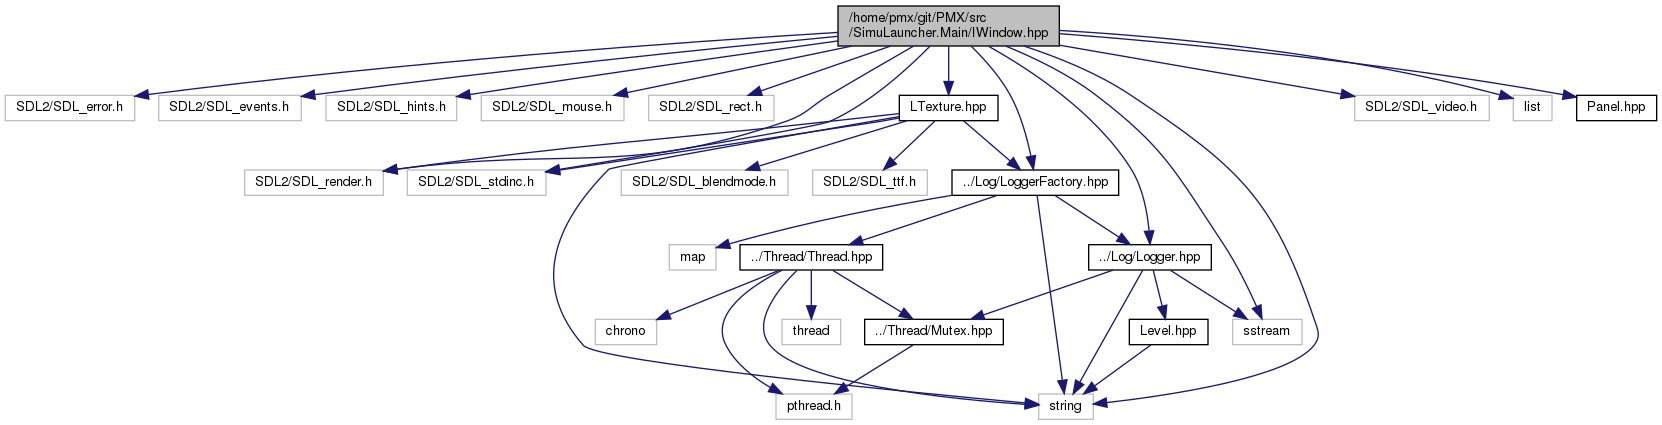 /home/pmx/git/PMX/src
/SimuLauncher.Main/IWindow.hpp
SDL2/SDL_error.h
SDL2/SDL_events.h
SDL2/SDL_hints.h
SDL2/SDL_mouse.h
SDL2/SDL_rect.h
LTexture.hpp
SDL2/SDL_video.h
list
Panel.hpp
SDL2/SDL_render.h
SDL2/SDL_stdinc.h
SDL2/SDL_blendmode.h
SDL2/SDL_ttf.h
../Log/LoggerFactory.hpp
map
../Thread/Thread.hpp
../Log/Logger.hpp
chrono
thread
../Thread/Mutex.hpp
Level.hpp
sstream
pthread.h
string